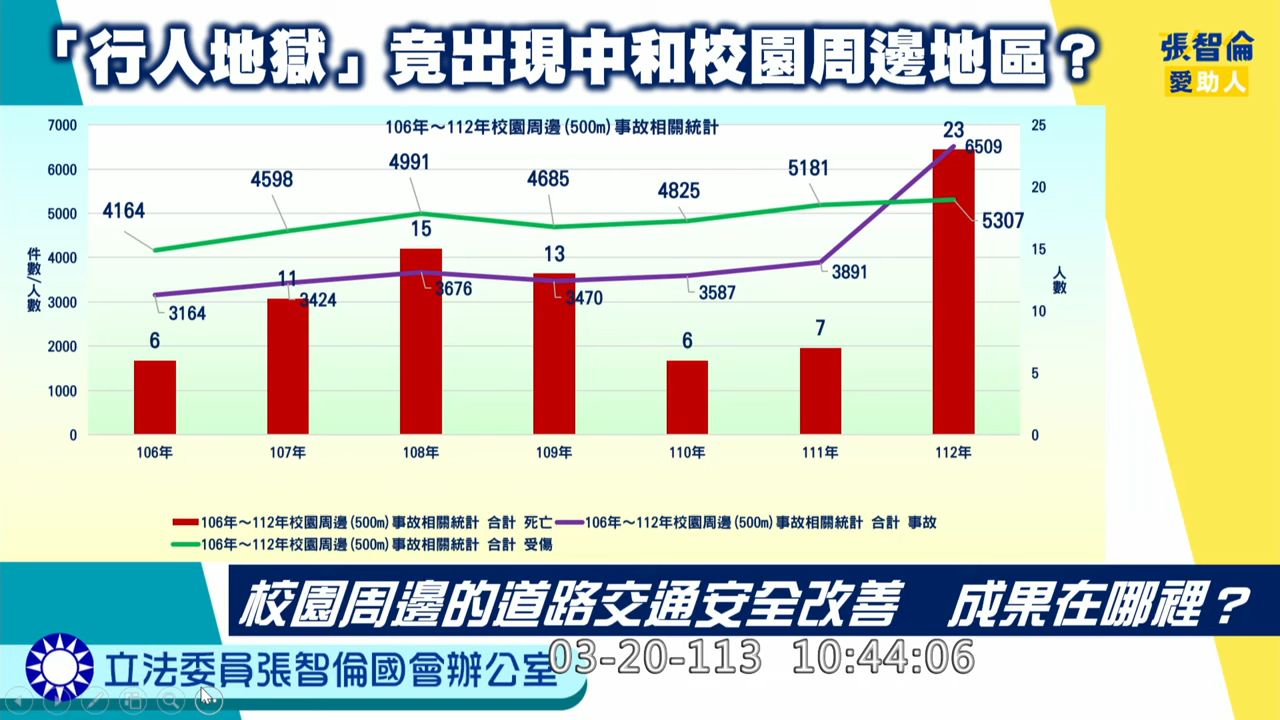 「行人地獄」竟出現中和校園周邊地區？
張智倫
愛助人
106年～112年校園周邊(500m)事故相關統計
7000
6000
5000
4000
3000
2000
1000
0
件數/人數
25
20
15
10
5
0
人數
4164
4598
4991
4685
4825
5181
5307
3164
3424
3676
3470
3587
3891
6509
6
11
15
13
6
7
23
106年
107年
108年
109年
110年
111年
112年
106年～112年校園周邊(500m)事故相關統計 合計 死亡
106年～112年校園周邊(500m)事故相關統計 合計 事故
106年～112年校園周邊(500m)事故相關統計 合計 受傷
校園周邊的道路交通安全改善 成果在哪裡？
立法委員張智倫國會辦公室
03-20-113 10:44:06